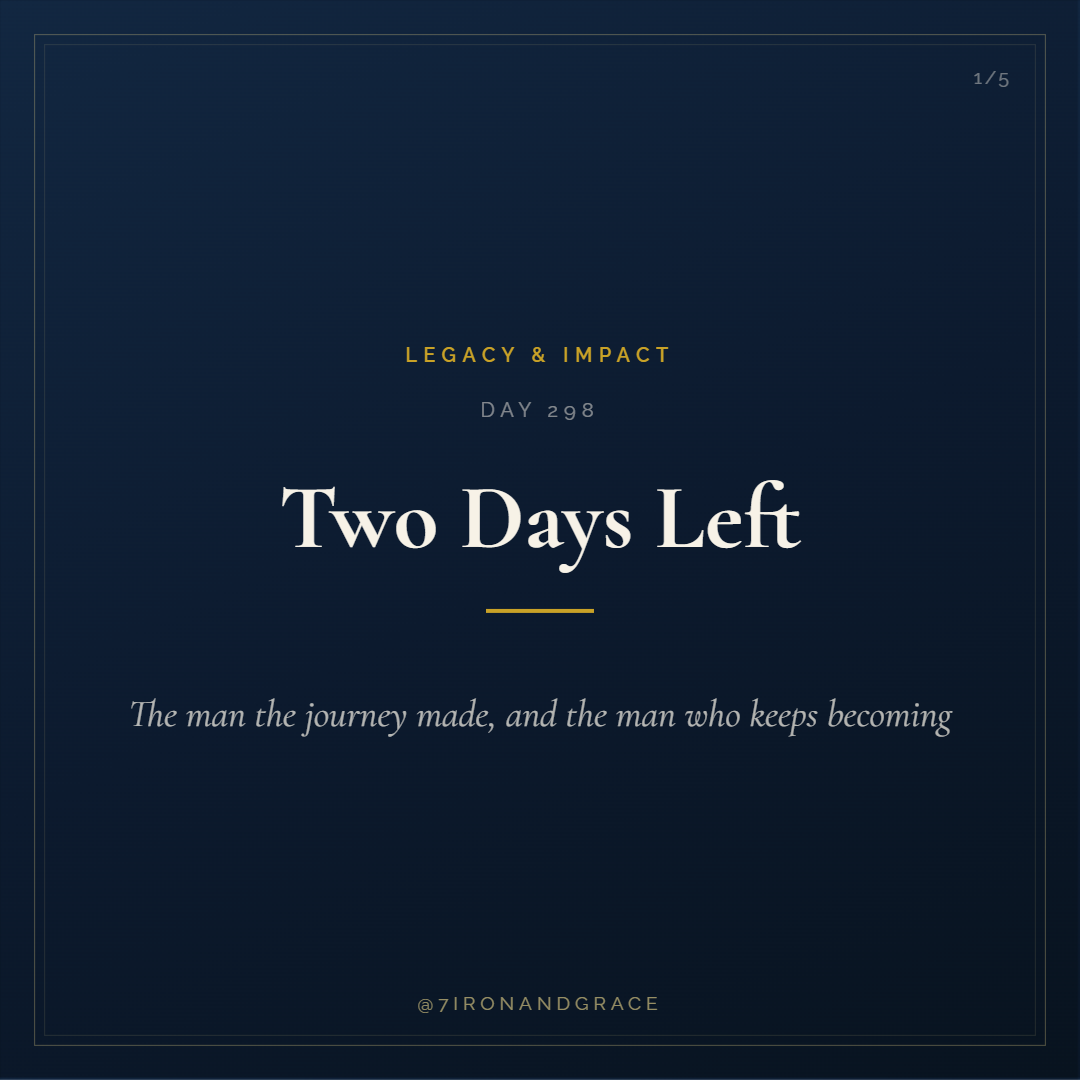 1/5
LEGACY & IMPACT
DAY 298
Two Days Left
The man the journey made, and the man who keeps becoming
@7IRONANDGRACE